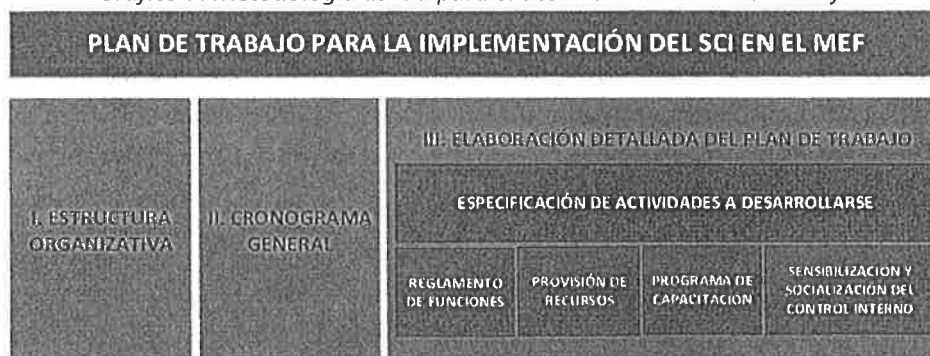 PLAN DE TRABAJO PARA LA IMPLEMENTACIÓN DEL SCI EN EL MEF
I. ESTRUCTURA
ORGANIZATIVA
II. CRONOGRAMA
GENERAL
III. ELABORACIÓN DETALLADA DEL PLAN DE TRABAJO
ESPECIFICACIÓN DE ACTIVIDADES A DESARROLLARSE
REGLAMENTO
DE FUNCIONES
PROVISIÓN DE
RECURSOS
PROGRAMA DE
CAPACITACION
SENSIBILIZACION Y
SOCIALIZACIÓN DEL
CONTROL INTERNO